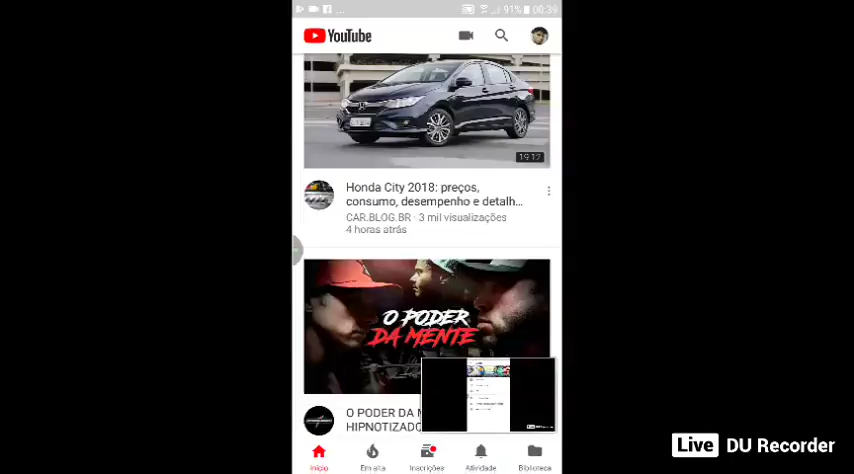 ... 91% 00:39
YouTube
19:17
Honda City 2018: preços,
consumo, desempenho e detalh...
CAR.BLOG.BR · 3 mil visualizações
4 horas atrás
O PODER
DA MENTE
O PODER DA M
HIPNOTIZADO
Início Em alta Inscrições Atividade Biblioteca
Live DU Recorder